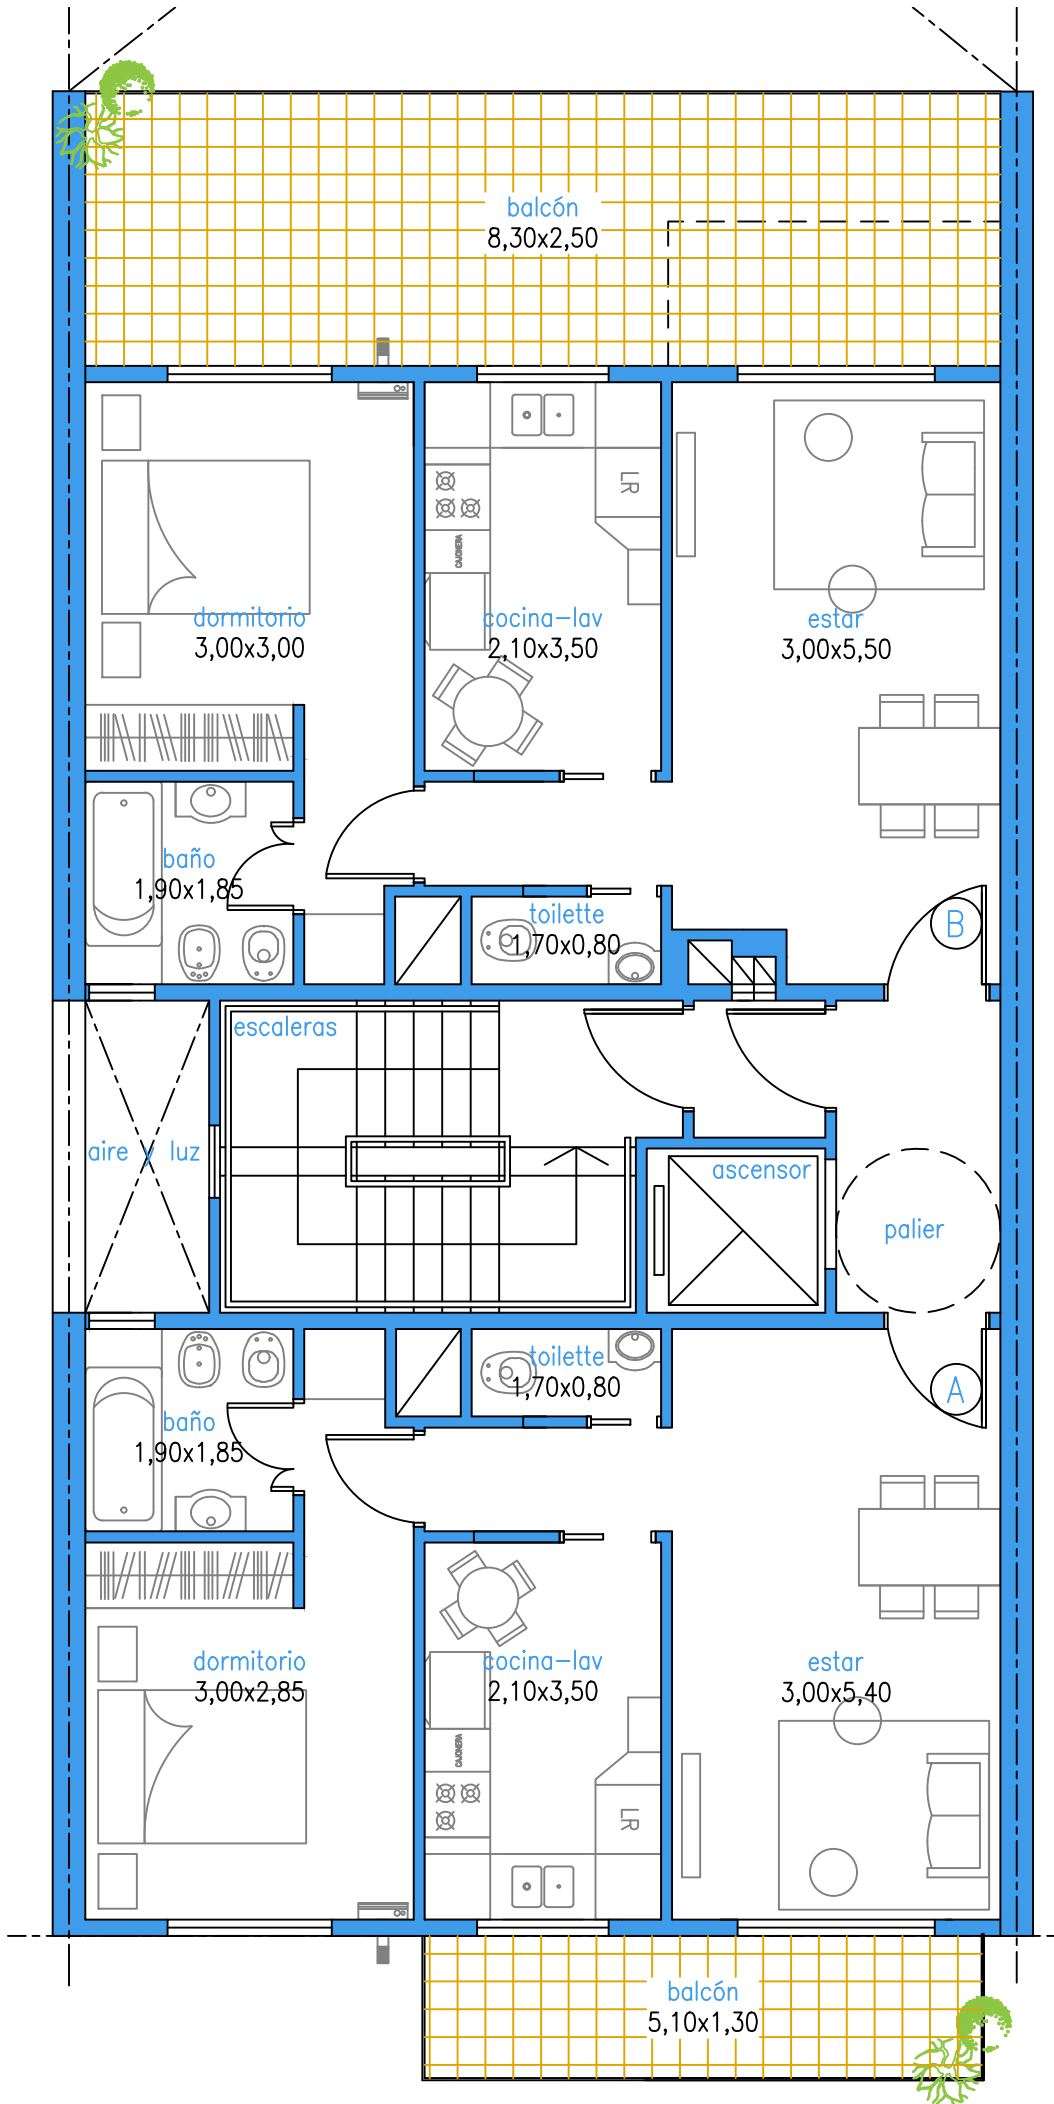 balcón
8,30x2,50
LR
CAJONERA
dormitorio
3,00x3,00
cocina-lav
2,10x3,50
estar
3,00x5,50
baño
1,90x1,85
toilette
1,70x0,80
B
escaleras
aire y luz
ascensor
palier
toilette
1,70x0,80
A
baño
1,90x1,85
dormitorio
3,00x2,85
cocina-lav
2,10x3,50
estar
3,00x5,40
CAJONERA
LR
balcón
5,10x1,30